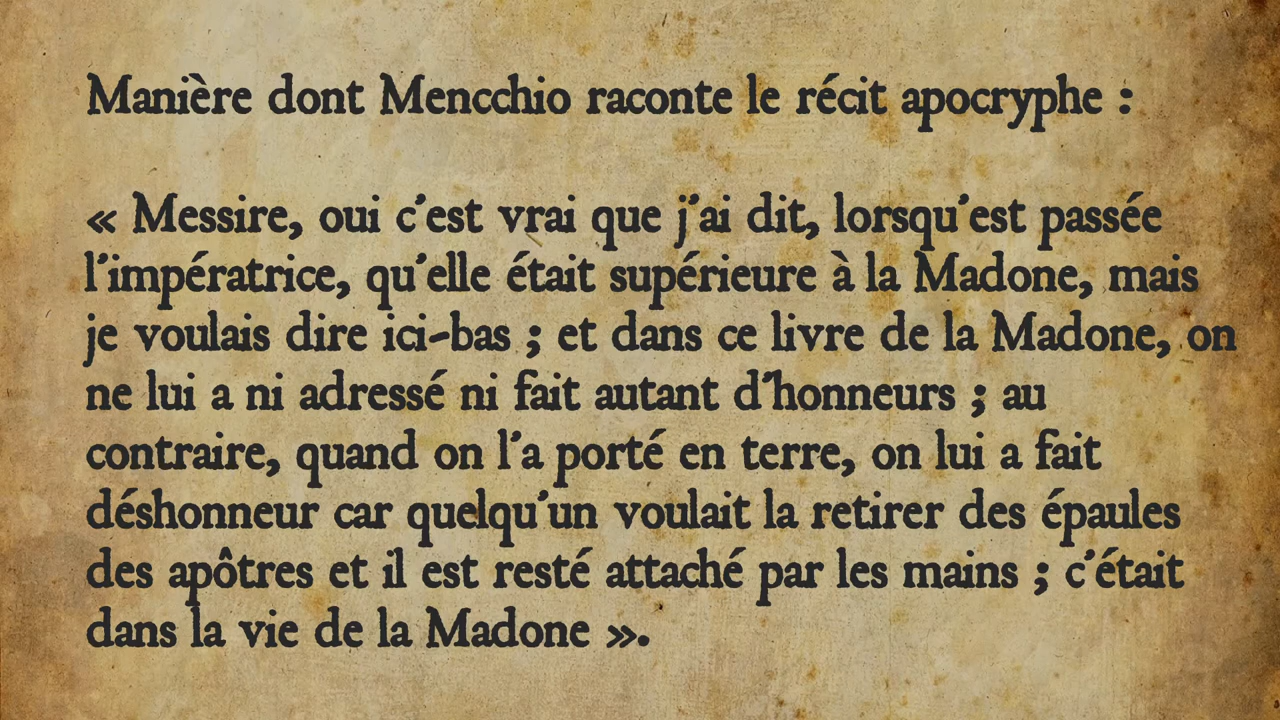 Manière dont Mencchio raconte le récit apocryphe :
« Messire, oui c'est vrai que j'ai dit, lorsqu'est passée
l'impératrice, qu'elle était supérieure à la Madone, mais
je voulais dire ici-bas ; et dans ce livre de la Madone, on
ne lui a ni adressé ni fait autant d'honneurs ; au
contraire, quand on l'a porté en terre, on lui a fait
déshonneur car quelqu'un voulait la retirer des épaules
des apôtres et il est resté attaché par les mains ; c'était
dans la vie de la Madone ».